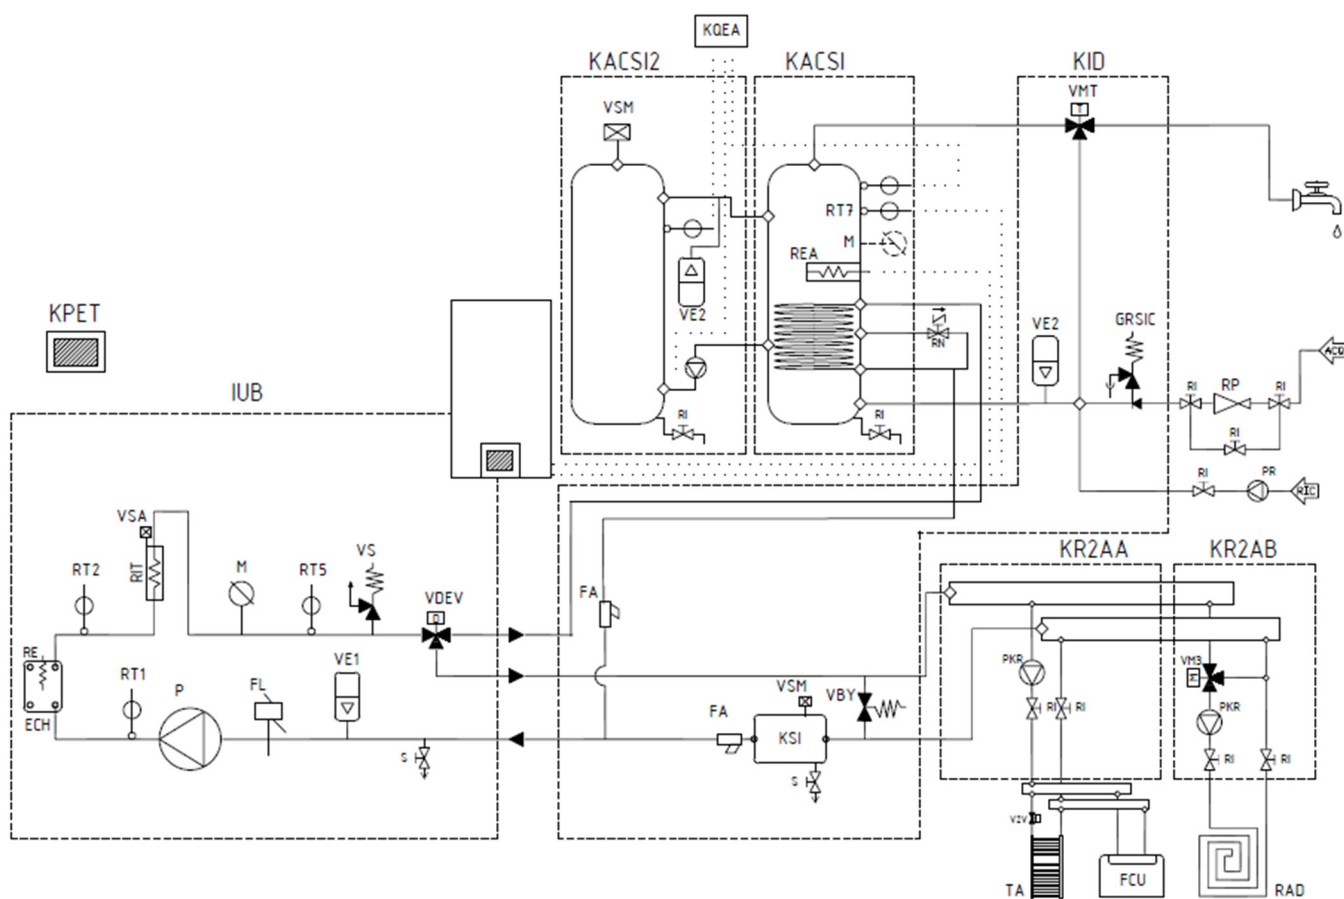 KQEA
KACSI2
KACSI
KID
VSM
VMT
T
RT7
M
REA
VE2
RN
VE2
GRSIC
ACQ
KPET
RI
RP
RI
IUB
RI
RI
RI
RI
PR
RIC
VSA
VS
KR2AA
KR2AB
RT2
RIT
M
RT5
VDEV
D
FA
RE
VE1
PKR
VM3
M
RT1
P
FL
VSM
VBY
RI
RI
PKR
ECH
FA
KSI
S
S
RI
RI
V2V
FCU
TA
RAD